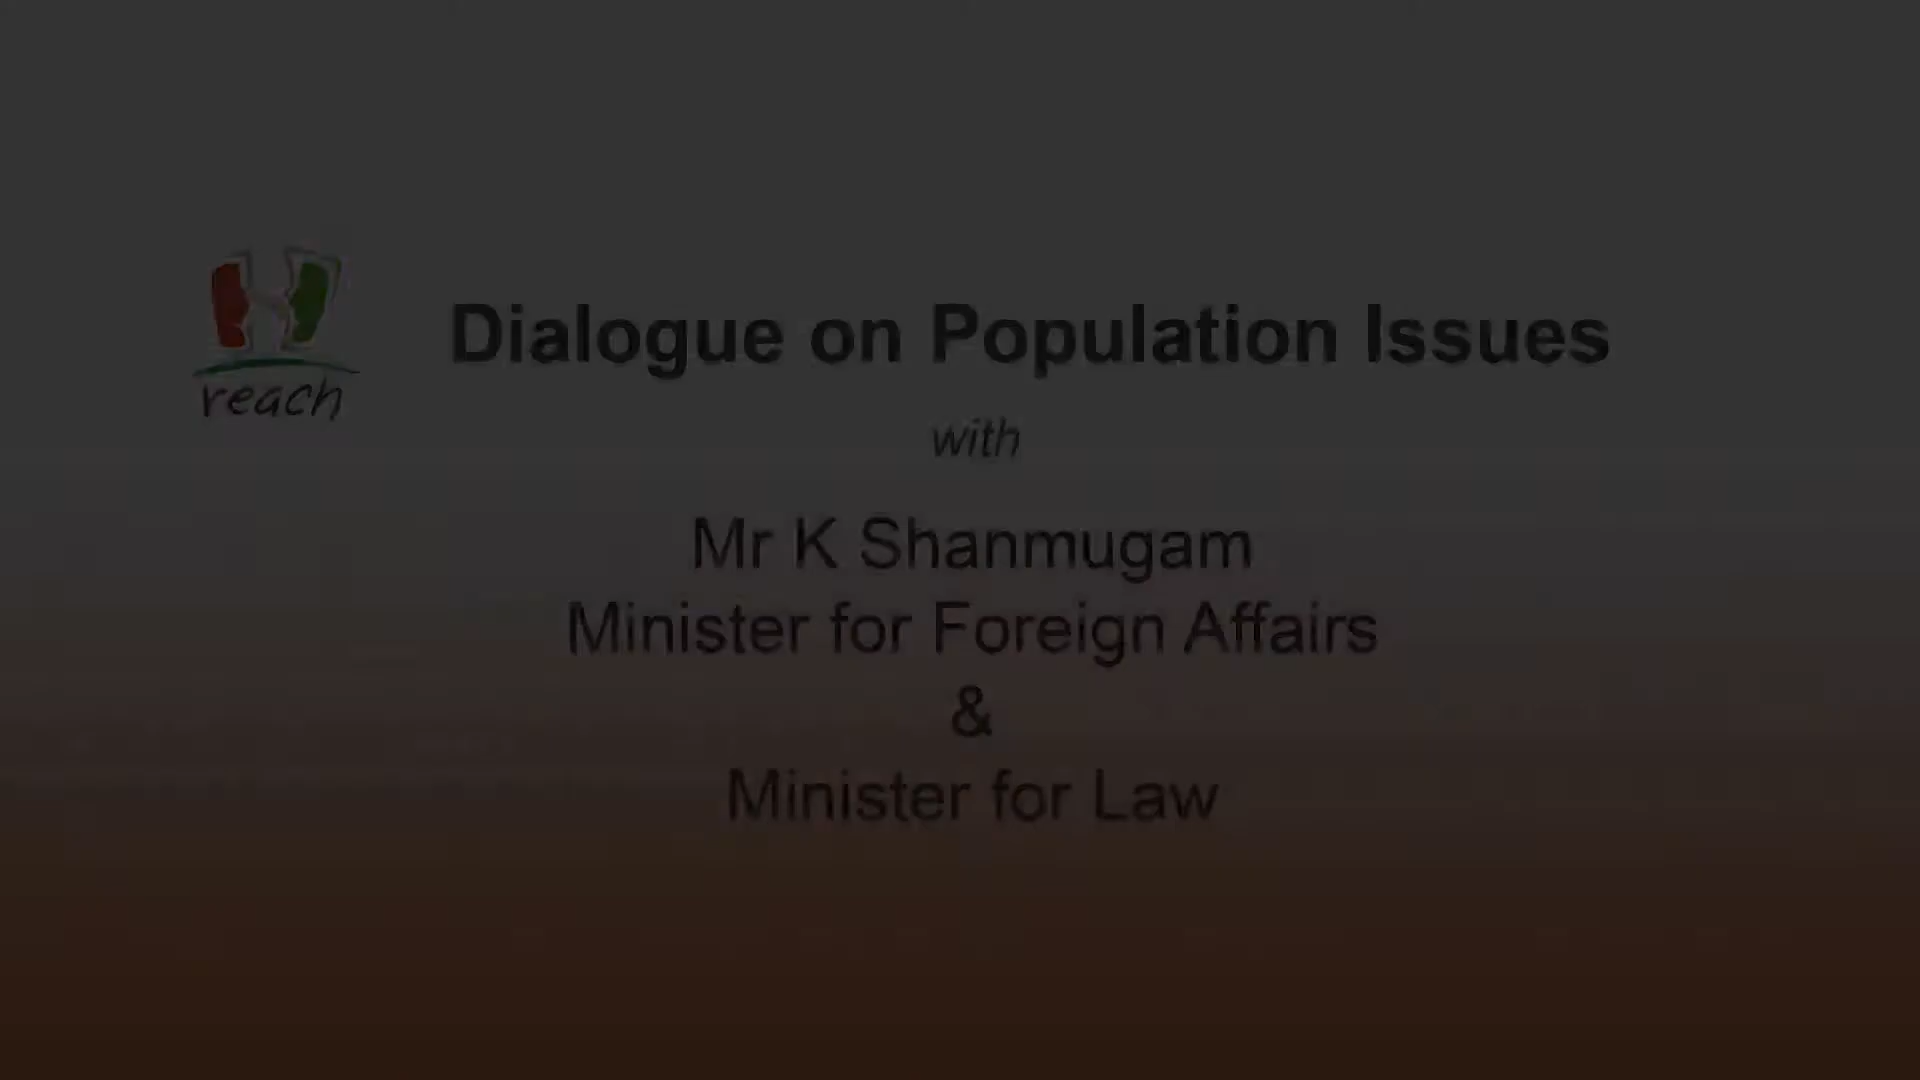 reach
Dialogue on Population Issues
with
Mr K Shanmugam
Minister for Foreign Affairs
&
Minister for Law